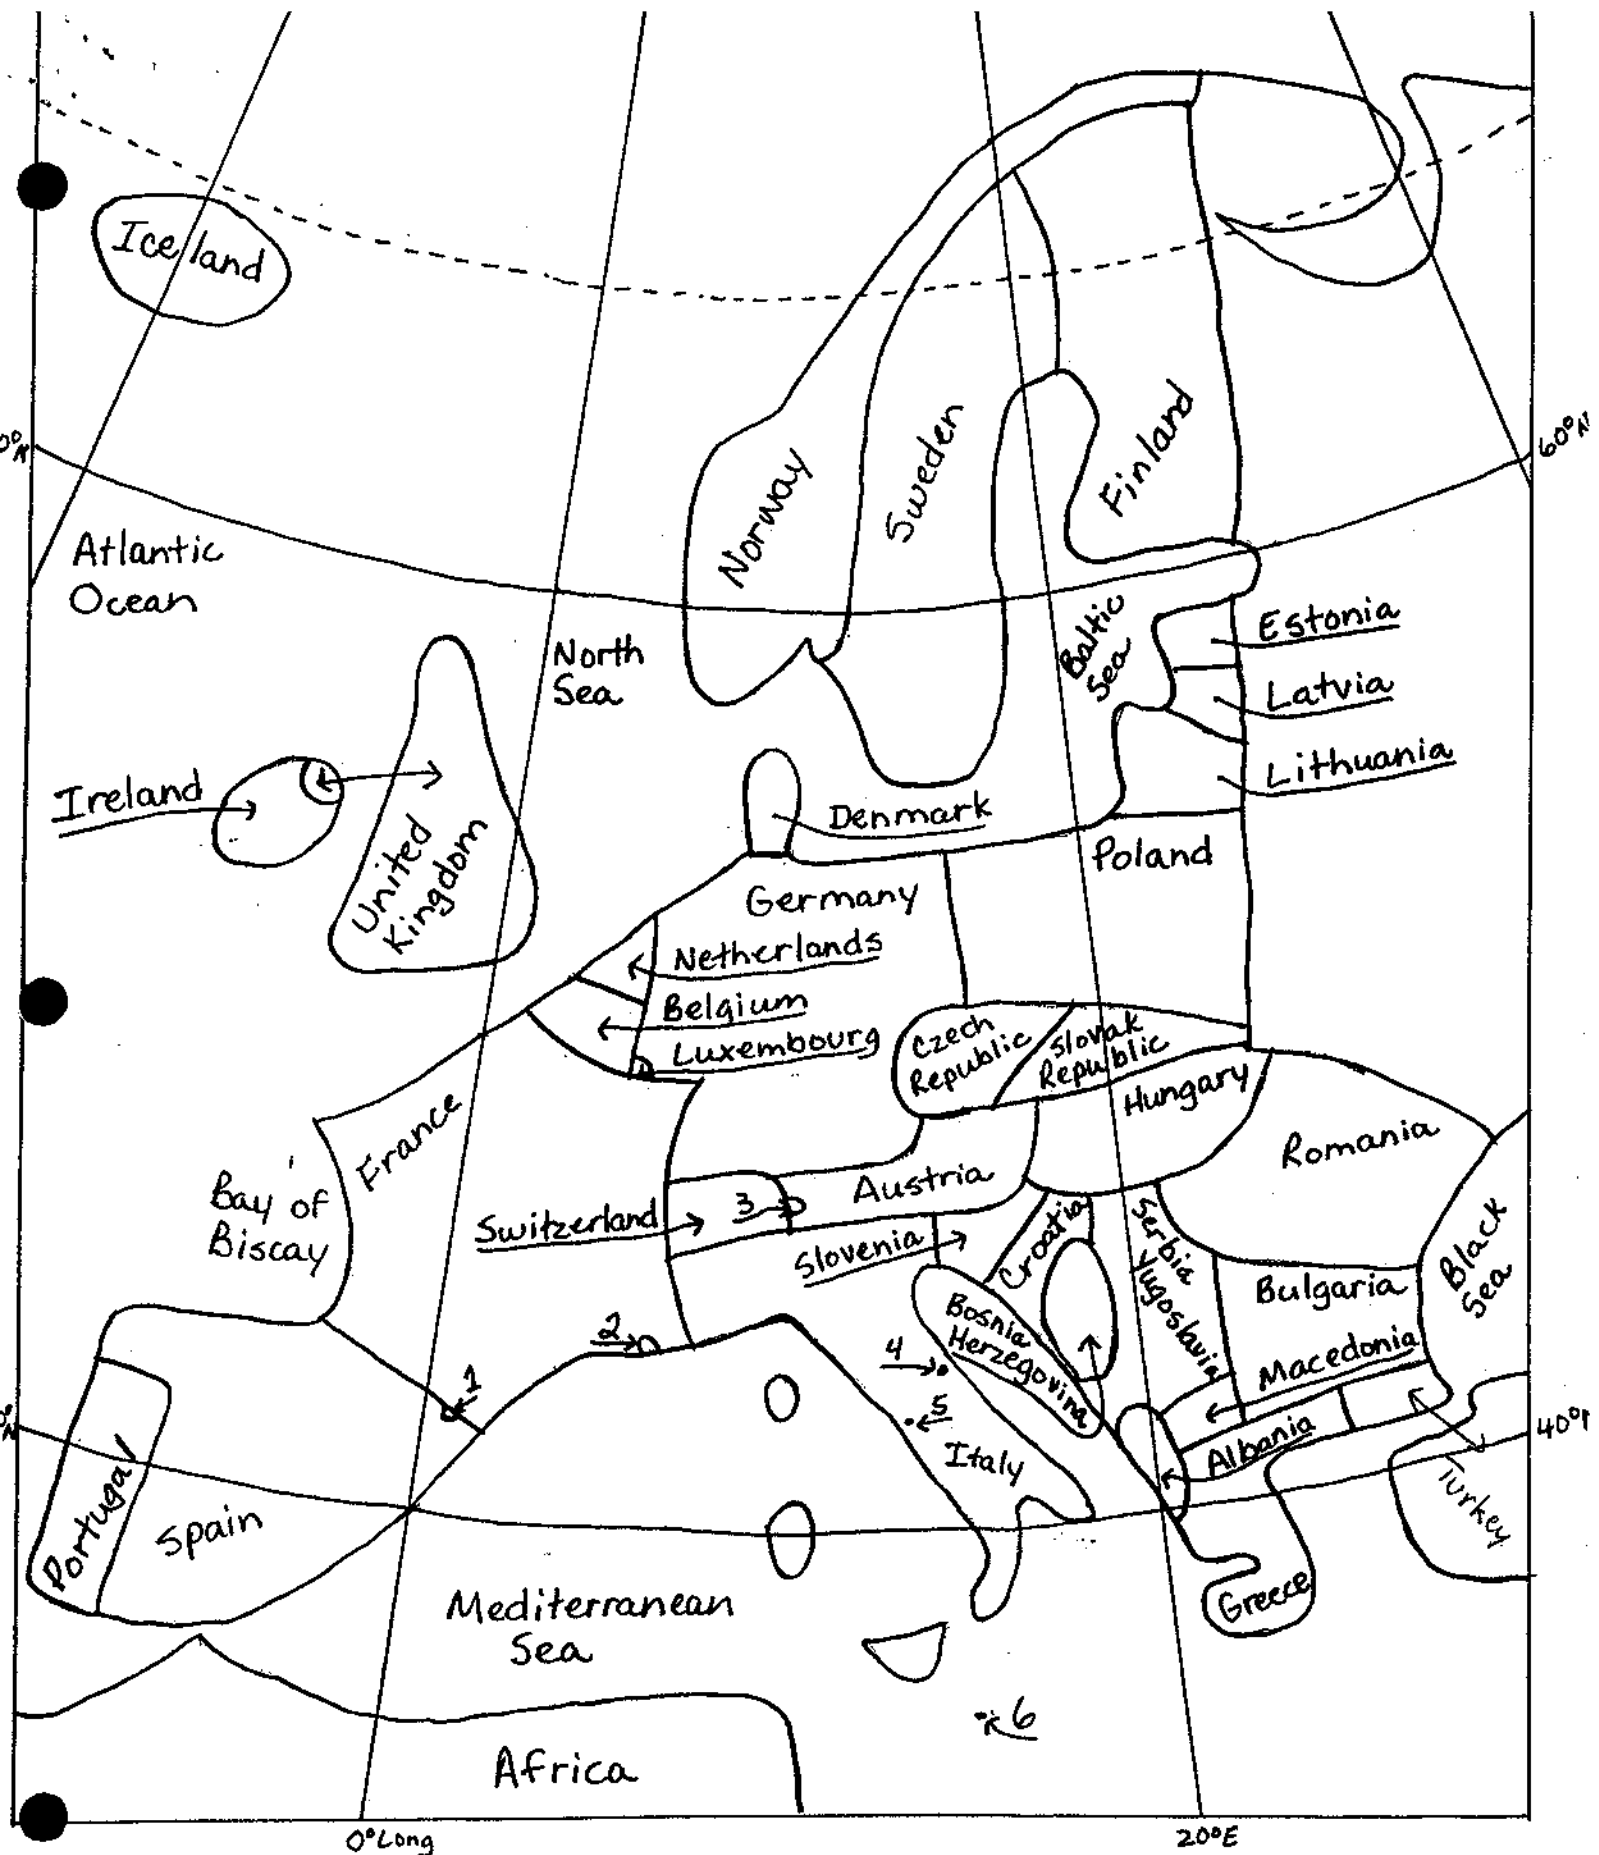 Iceland
60°N
Atlantic
Ocean
Norway
Sweden
Finland
North
Sea
Baltic
Sea
Estonia
Latvia
Lithuania
Ireland
United
Kingdom
Denmark
Poland
Germany
Netherlands
Belgium
Luxembourg
Czech
Republic
Slovak
Republic
Hungary
France
Romania
Bay of
Biscay
Switzerland
3
Austria
Slovenia
Croatia
Serbia
Yugoslavia
Bulgaria
Black
Sea
Bosnia
Herzegovina
2
4
Macedonia
1
5
Albania
40°N
Italy
Turkey
Portugal
Spain
Greece
Mediterranean
Sea
6
Africa
0°Long
20°E